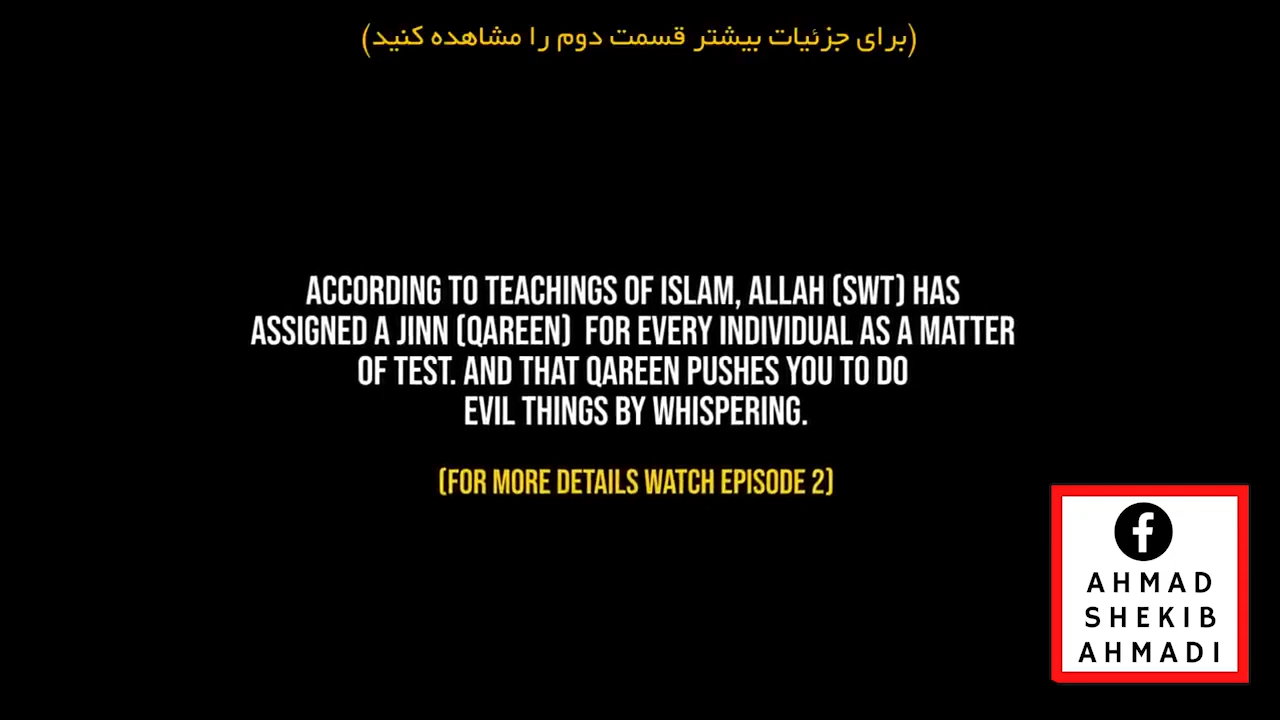 (برای جزئیات بیشتر قسمت دوم را مشاهده کنید)
ACCORDING TO TEACHINGS OF ISLAM, ALLAH (SWT) HAS
ASSIGNED A JINN (QAREEN) FOR EVERY INDIVIDUAL AS A MATTER
OF TEST. AND THAT QAREEN PUSHES YOU TO DO
EVIL THINGS BY WHISPERING.
(FOR MORE DETAILS WATCH EPISODE 2)
f
AHMAD
SHEKIB
AHMADI